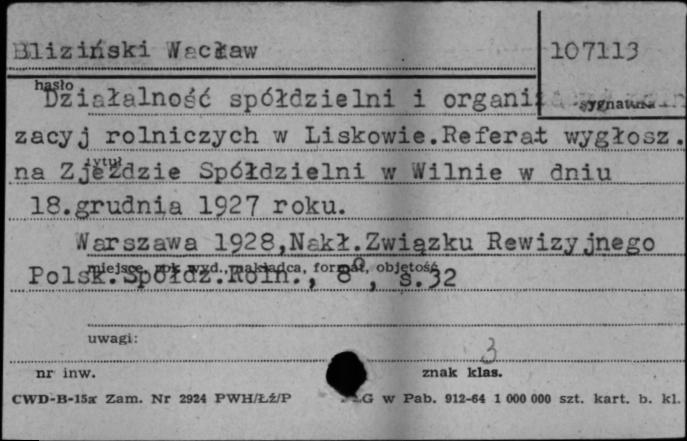 Bliziński Wacław
107113
hasło
Działalność spółdzielni i organi
sygnatura
zacyj rolniczych w Liskowie.Referat wygłosz.
tytuł
na Zjeździe Spółdzielni w Wilnie w dniu
18.grudnia 1927 roku.
Warszawa 1928,Nakł.Związku Rewizyjnego
miejsce, rok wyd., nakładca, format, objętość
Polsk.Spółdz.Roln., 8°, s.32
uwagi:
3
nr inw.
znak klas.
CWD-B-15a Zam. Nr 2924 PWH/Łż/P
w Pab. 912-64 1 000 000 szt. kart. b. kl.